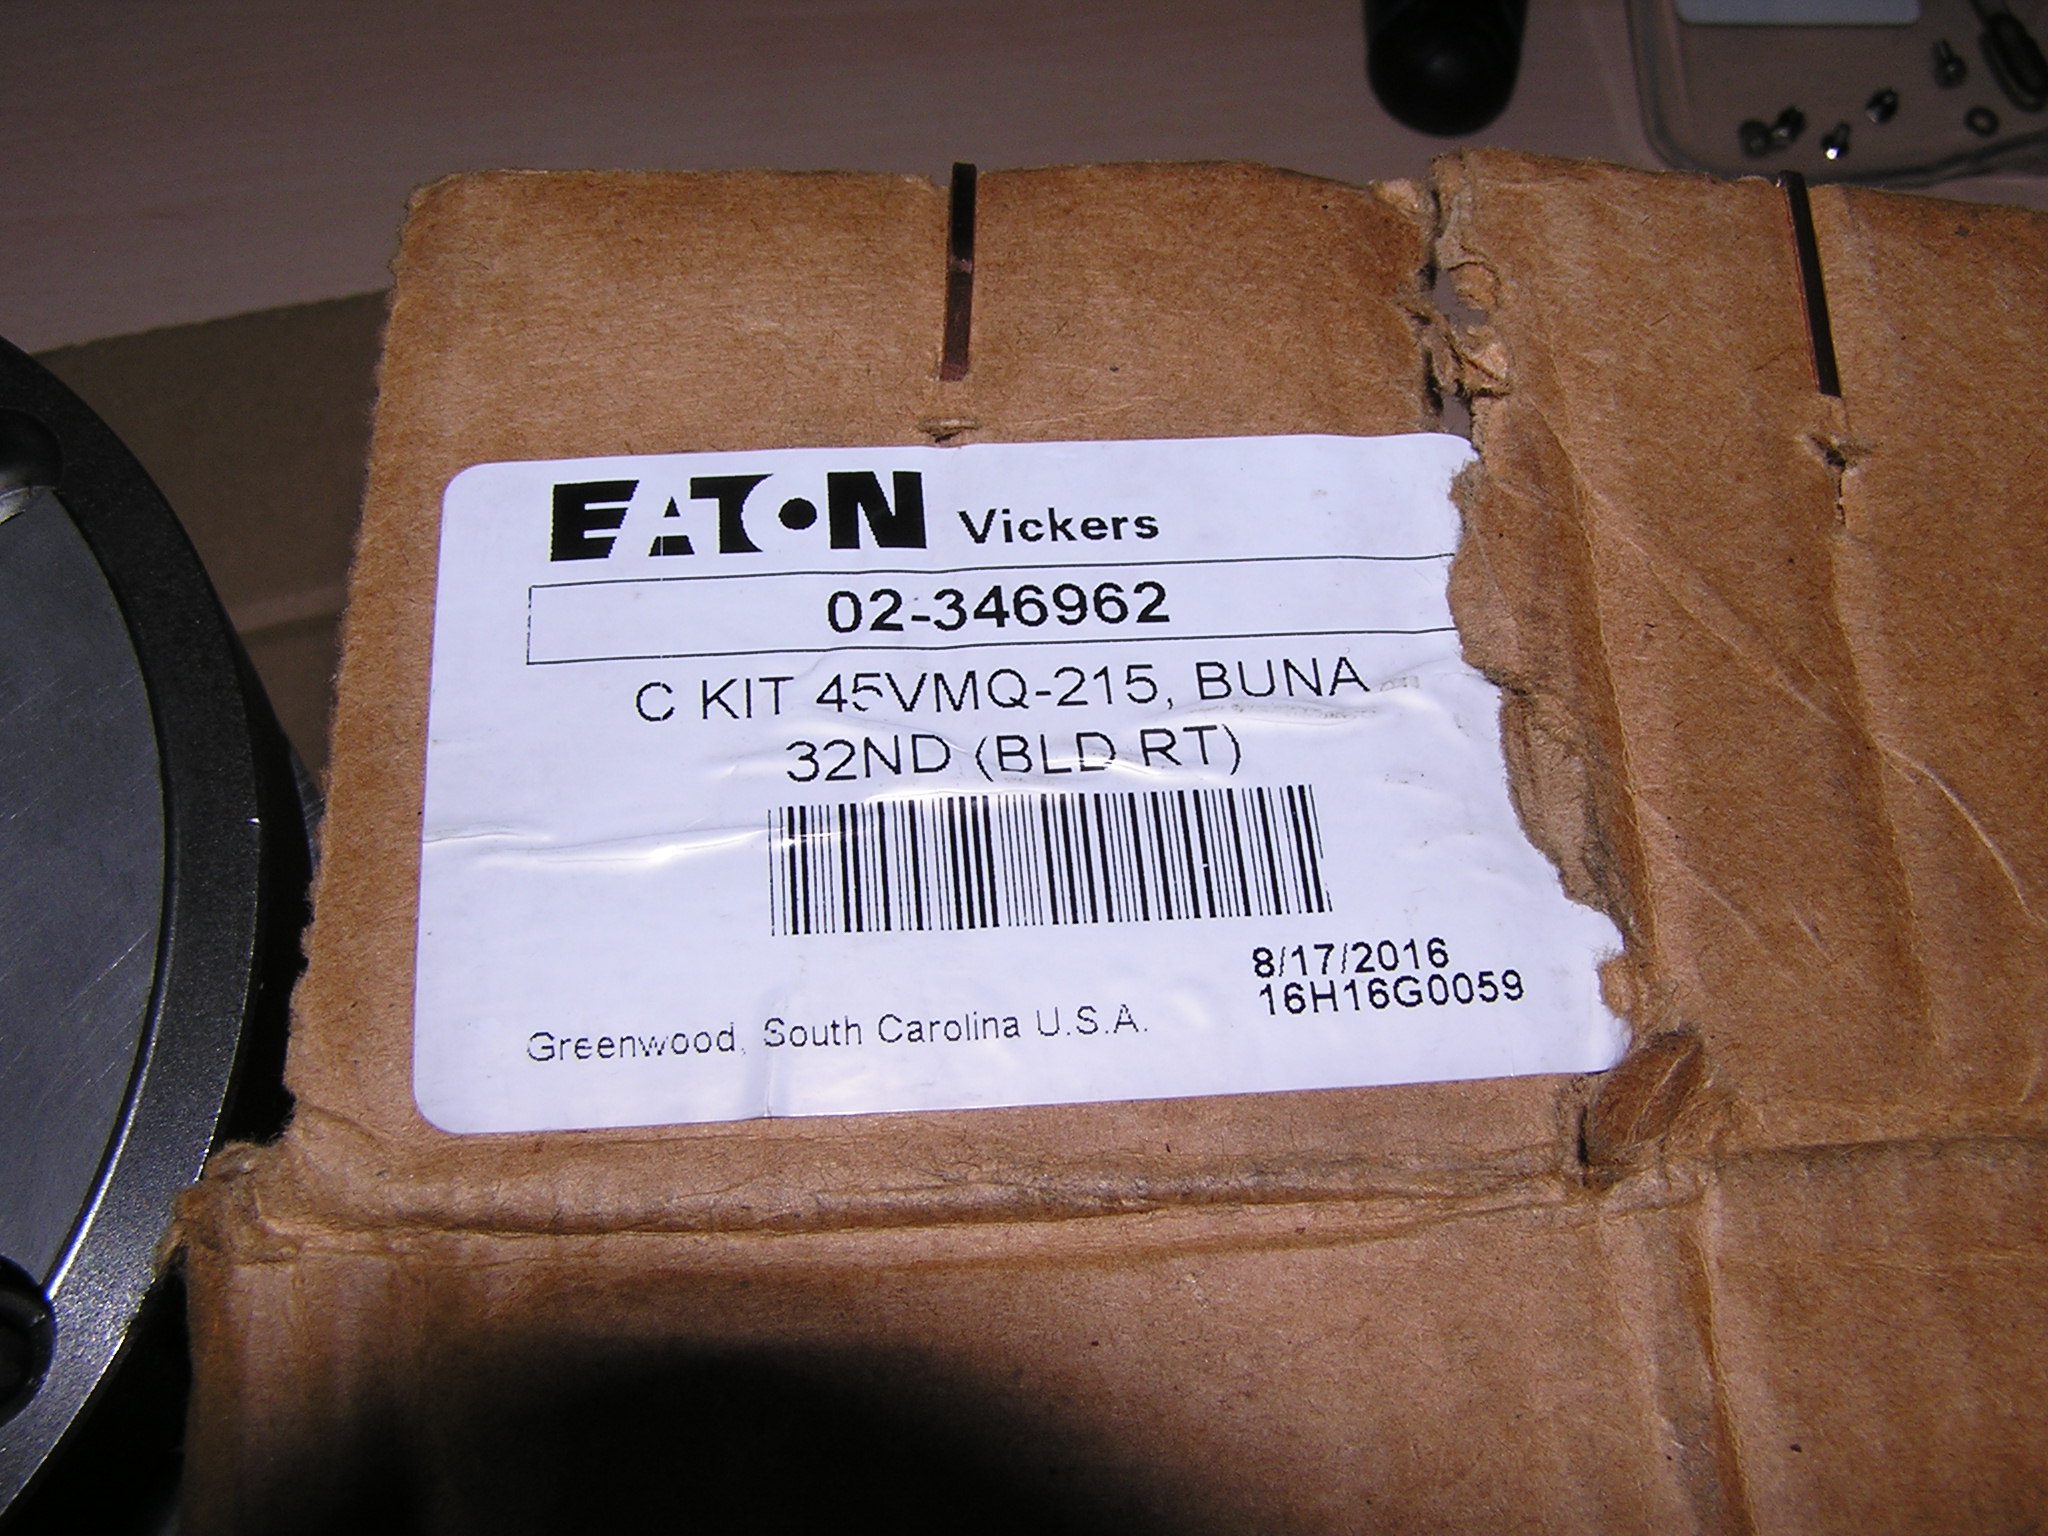 EATON Vickers
02-346962
C KIT 45VMQ-215, BUNA
32ND (BLD RT)
8/17/2016
16H16G0059
Greenwood, South Carolina U.S.A.